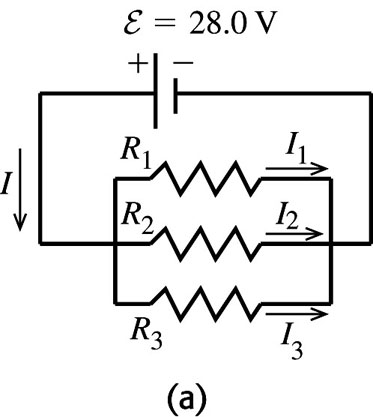 ℰ = 28.0 V
+ −
R₁ I₁
I
R₂ I₂
R₃ I₃
(a)